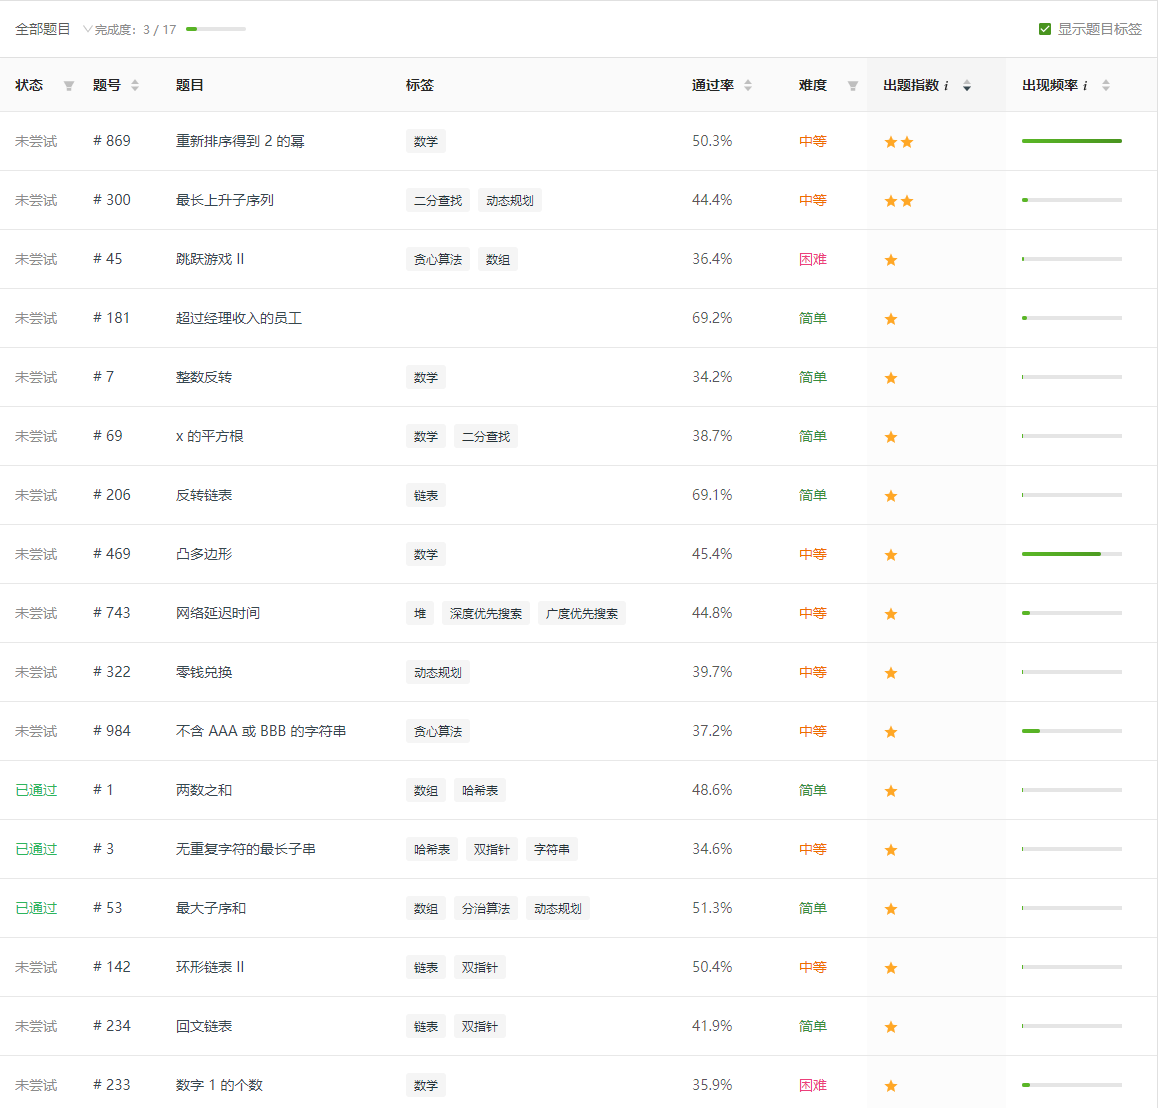 全部题目 完成度：3 / 17 显示题目标签
状态 题号 题目 标签 通过率 难度 出题指数 i 出现频率 i
未尝试 # 869 重新排序得到 2 的幂 数学 50.3% 中等
未尝试 # 300 最长上升子序列 二分查找 动态规划 44.4% 中等
未尝试 # 45 跳跃游戏 II 贪心算法 数组 36.4% 困难
未尝试 # 181 超过经理收入的员工 69.2% 简单
未尝试 # 7 整数反转 数学 34.2% 简单
未尝试 # 69 x 的平方根 数学 二分查找 38.7% 简单
未尝试 # 206 反转链表 链表 69.1% 简单
未尝试 # 469 凸多边形 数学 45.4% 中等
未尝试 # 743 网络延迟时间 堆 深度优先搜索 广度优先搜索 44.8% 中等
未尝试 # 322 零钱兑换 动态规划 39.7% 中等
未尝试 # 984 不含 AAA 或 BBB 的字符串 贪心算法 37.2% 中等
已通过 # 1 两数之和 数组 哈希表 48.6% 简单
已通过 # 3 无重复字符的最长子串 哈希表 双指针 字符串 34.6% 中等
已通过 # 53 最大子序和 数组 分治算法 动态规划 51.3% 简单
未尝试 # 142 环形链表 II 链表 双指针 50.4% 中等
未尝试 # 234 回文链表 链表 双指针 41.9% 简单
未尝试 # 233 数字 1 的个数 数学 35.9% 困难